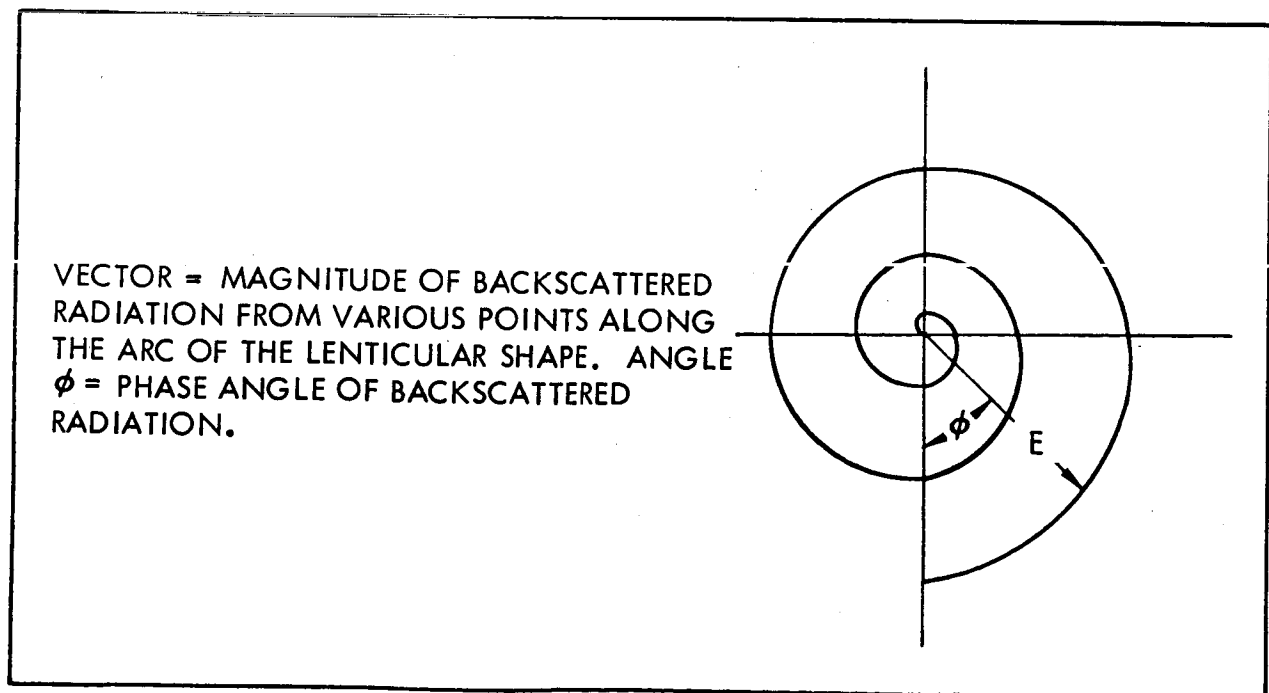 VECTOR = MAGNITUDE OF BACKSCATTERED
RADIATION FROM VARIOUS POINTS ALONG
THE ARC OF THE LENTICULAR SHAPE. ANGLE
ϕ = PHASE ANGLE OF BACKSCATTERED
RADIATION.
ϕ
E